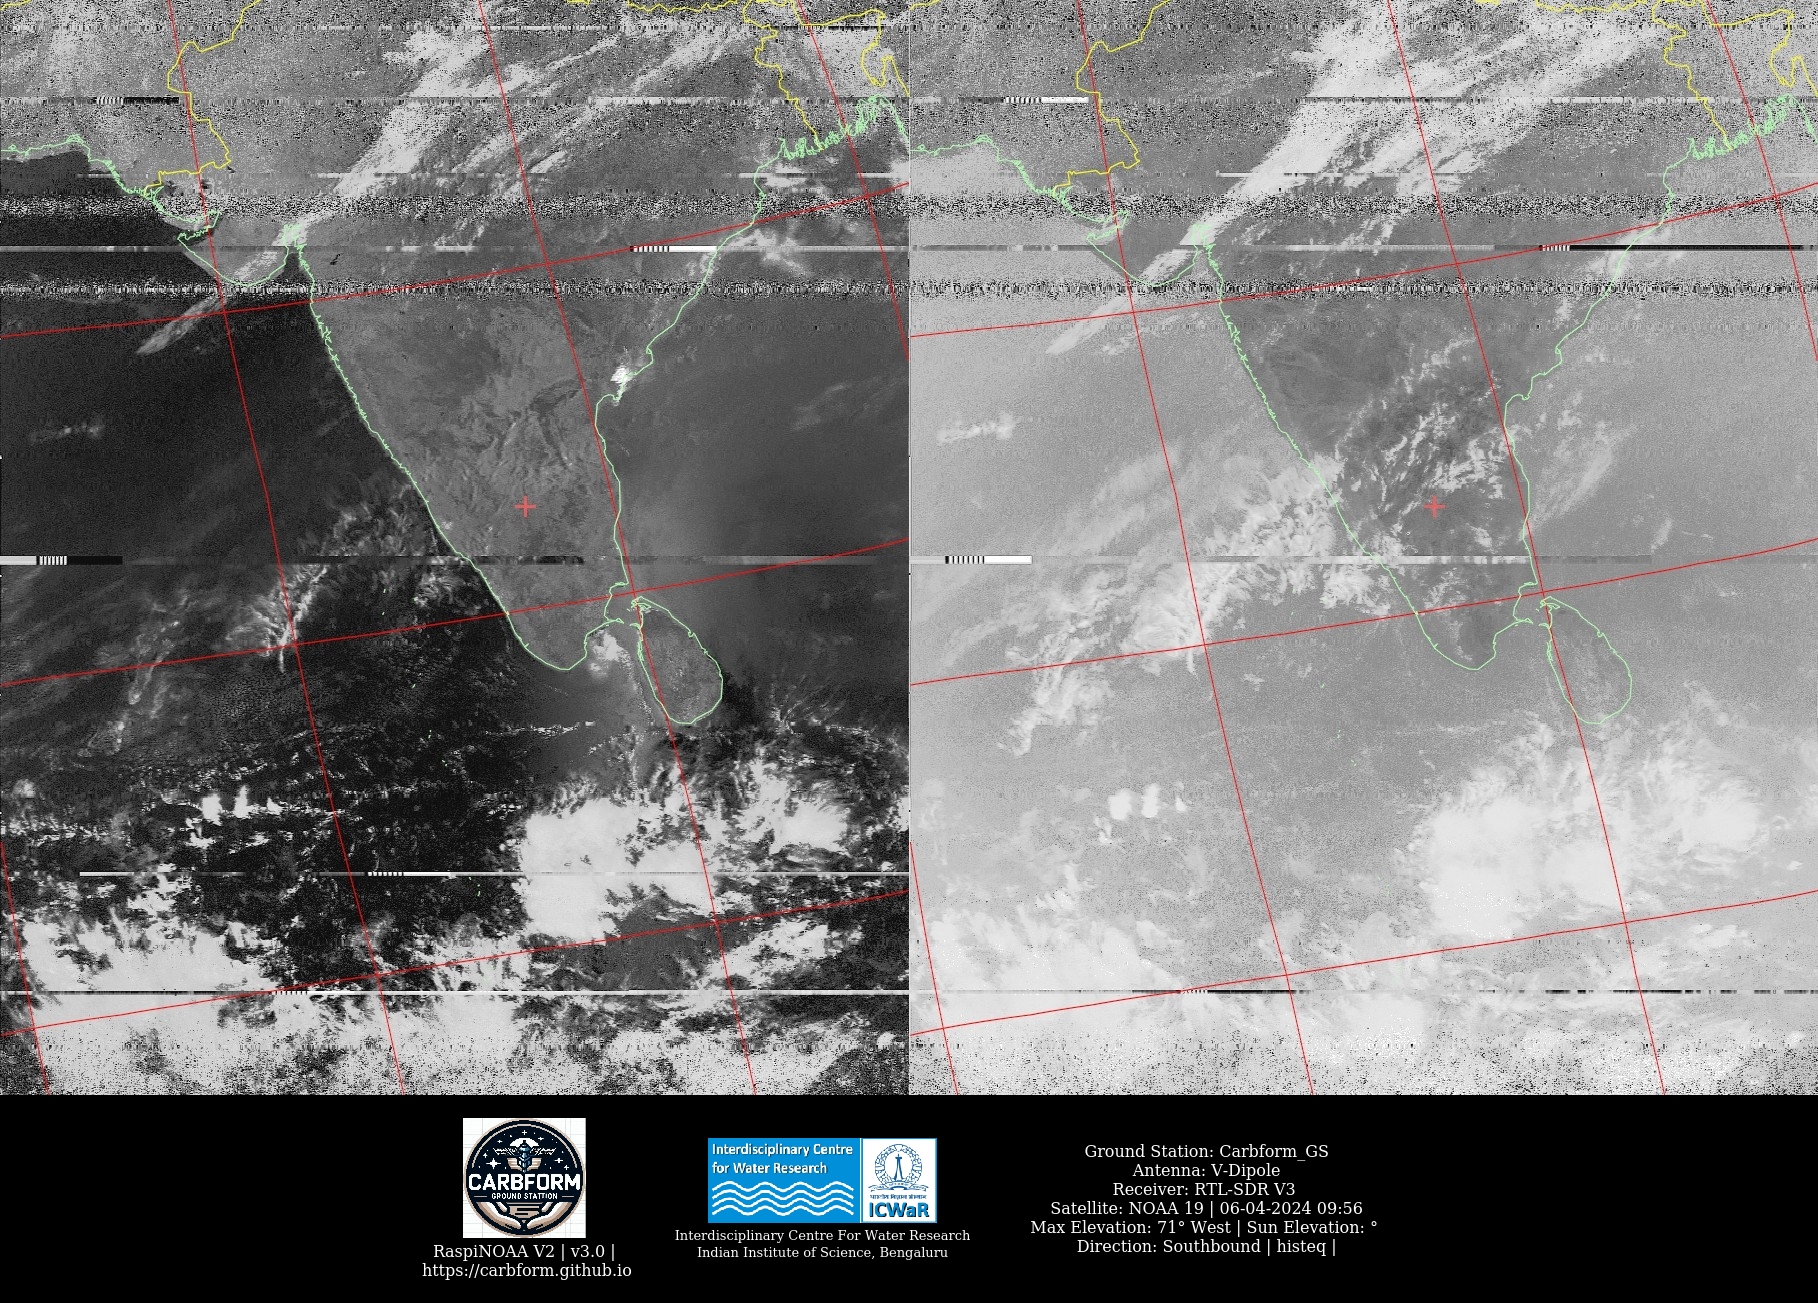 CARBFORM
GROUND STATTION
RaspiNOAA V2 | v3.0 |
https://carbform.github.io
Interdisciplinary Centre
for Water Research
ICWaR
Interdisciplinary Centre For Water Research
Indian Institute of Science, Bengaluru
Ground Station: Carbform_GS
Antenna: V-Dipole
Receiver: RTL-SDR V3
Satellite: NOAA 19 | 06-04-2024 09:56
Max Elevation: 71° West | Sun Elevation: °
Direction: Southbound | histeq |